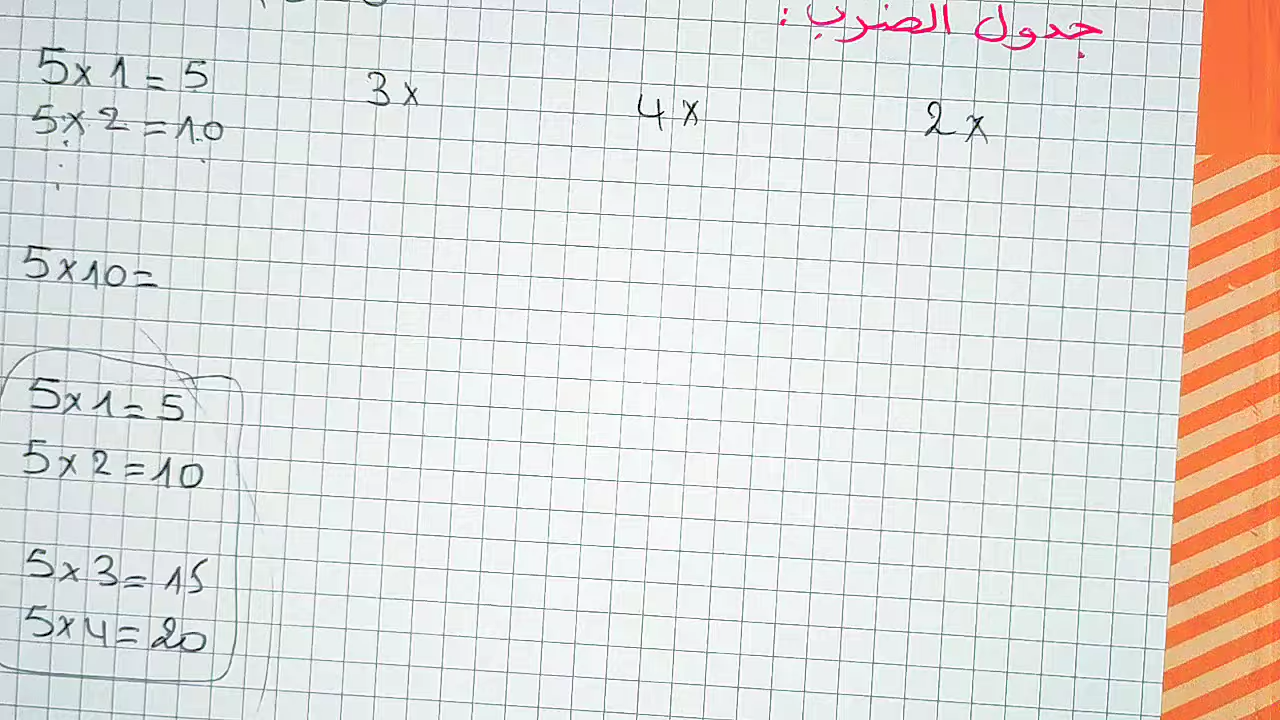 جدول الضرب :
5x1=5
3x
4x
2x
5x2=10
5x10=
5x1=5
5x2=10
5x3=15
5x4=20